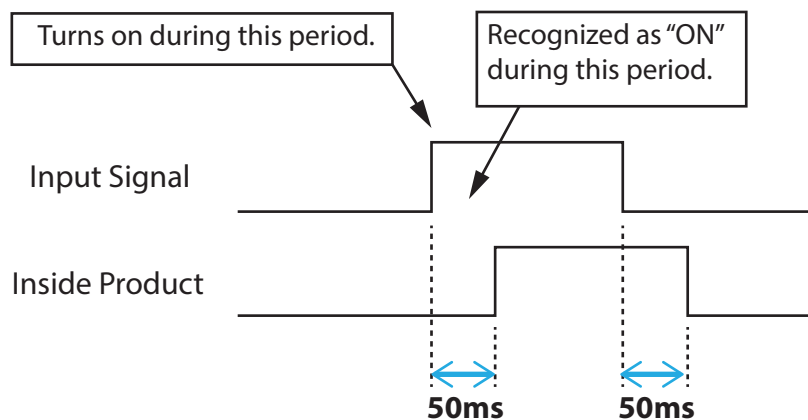 Turns on during this period.
Recognized as “ON”
during this period.
Input Signal
Inside Product
50ms
50ms